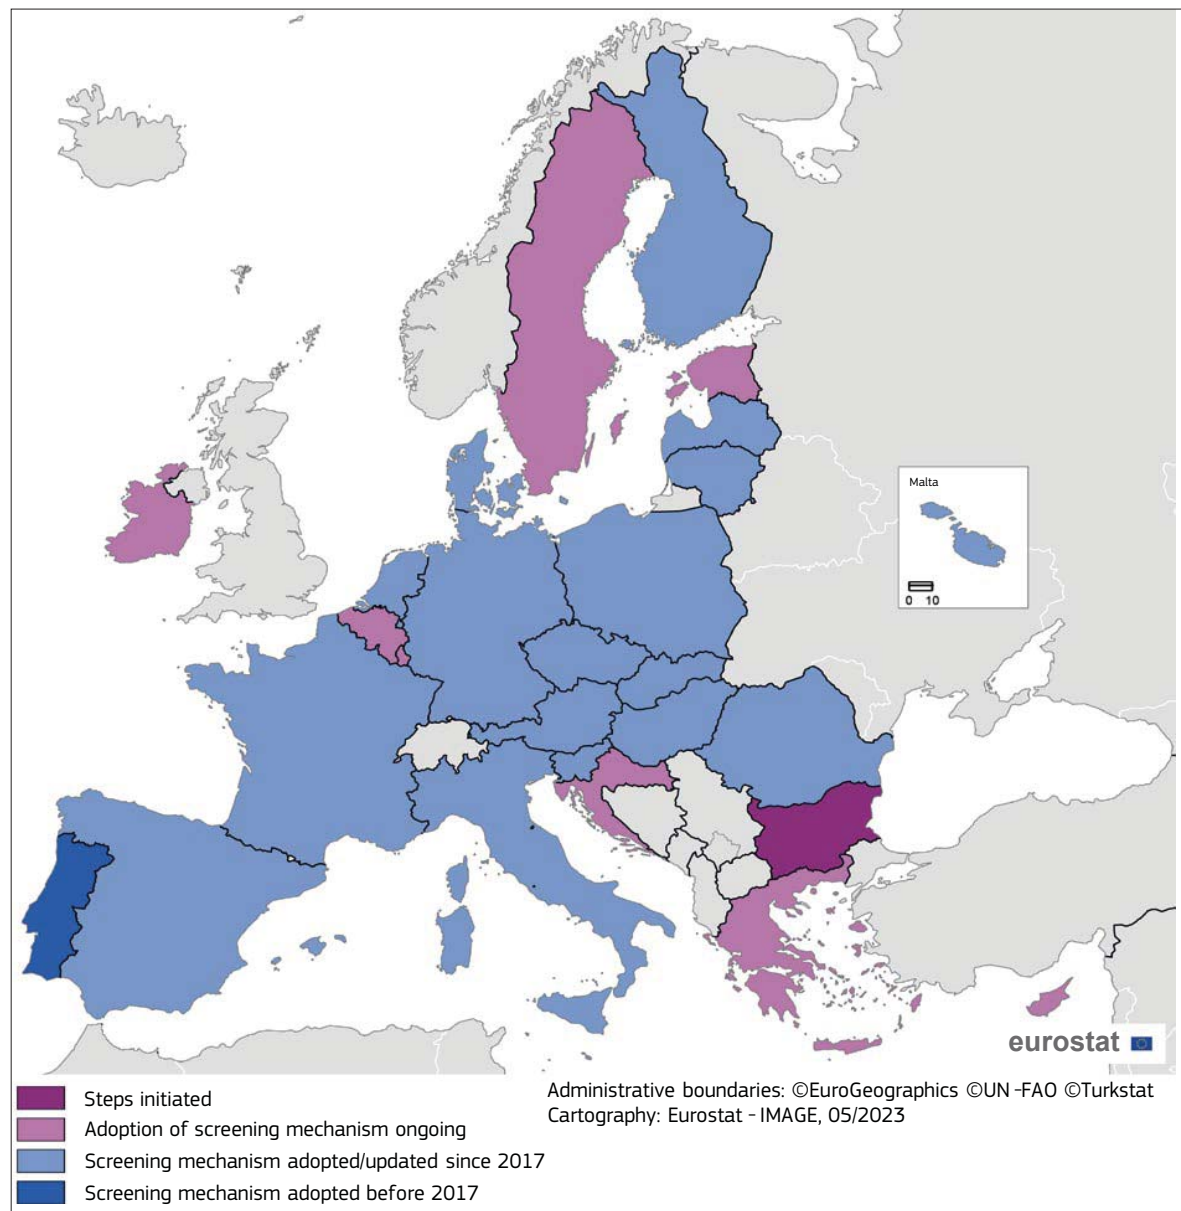 Malta
0 10
eurostat
Steps initiated
Adoption of screening mechanism ongoing
Screening mechanism adopted/updated since 2017
Screening mechanism adopted before 2017
Administrative boundaries: ©EuroGeographics ©UN-FAO ©Turkstat
Cartography: Eurostat - IMAGE, 05/2023